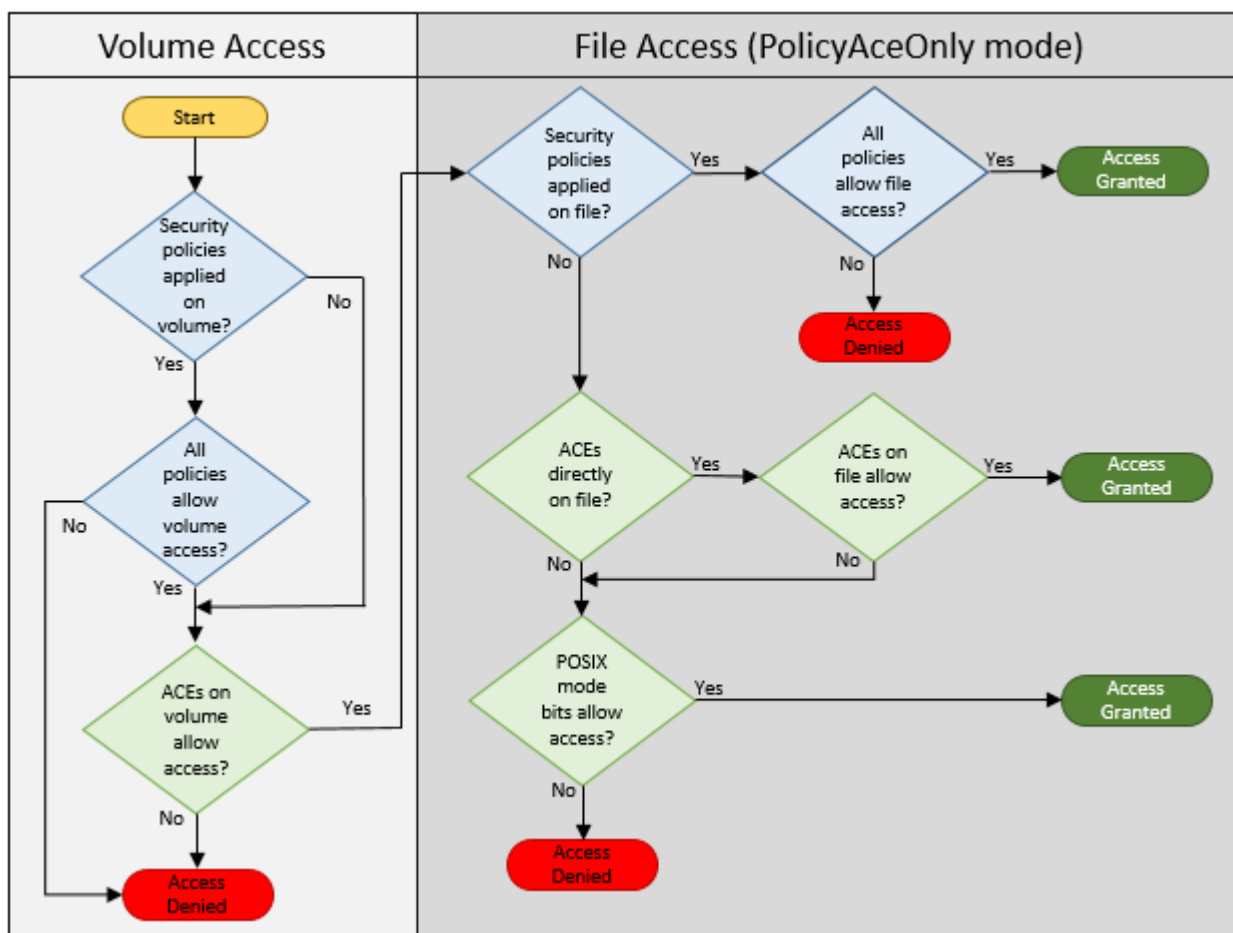 Volume Access
File Access (PolicyAceOnly mode)
Start
Security
policies
applied
on
volume?
No
Yes
All
policies
allow
volume
access?
No
Yes
ACEs on
volume
allow
access?
Yes
No
Access
Denied
Security
policies
applied
on file?
Yes
No
All
policies
allow file
access?
Yes
Access
Granted
No
Access
Denied
ACEs
directly
on file?
Yes
No
ACEs on
file allow
access?
Yes
Access
Granted
No
POSIX
mode
bits allow
access?
Yes
Access
Granted
No
Access
Denied